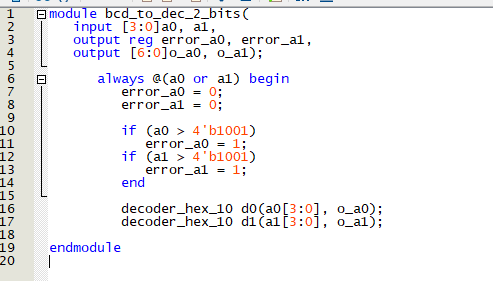 1 module bcd_to_dec_2_bits(
2 input [3:0]a0, a1,
3 output reg error_a0, error_a1,
4 output [6:0]o_a0, o_a1);
5
6 always @(a0 or a1) begin
7 error_a0 = 0;
8 error_a1 = 0;
9
10 if (a0 > 4'b1001)
11 error_a0 = 1;
12 if (a1 > 4'b1001)
13 error_a1 = 1;
14 end
15
16 decoder_hex_10 d0(a0[3:0], o_a0);
17 decoder_hex_10 d1(a1[3:0], o_a1);
18
19 endmodule
20